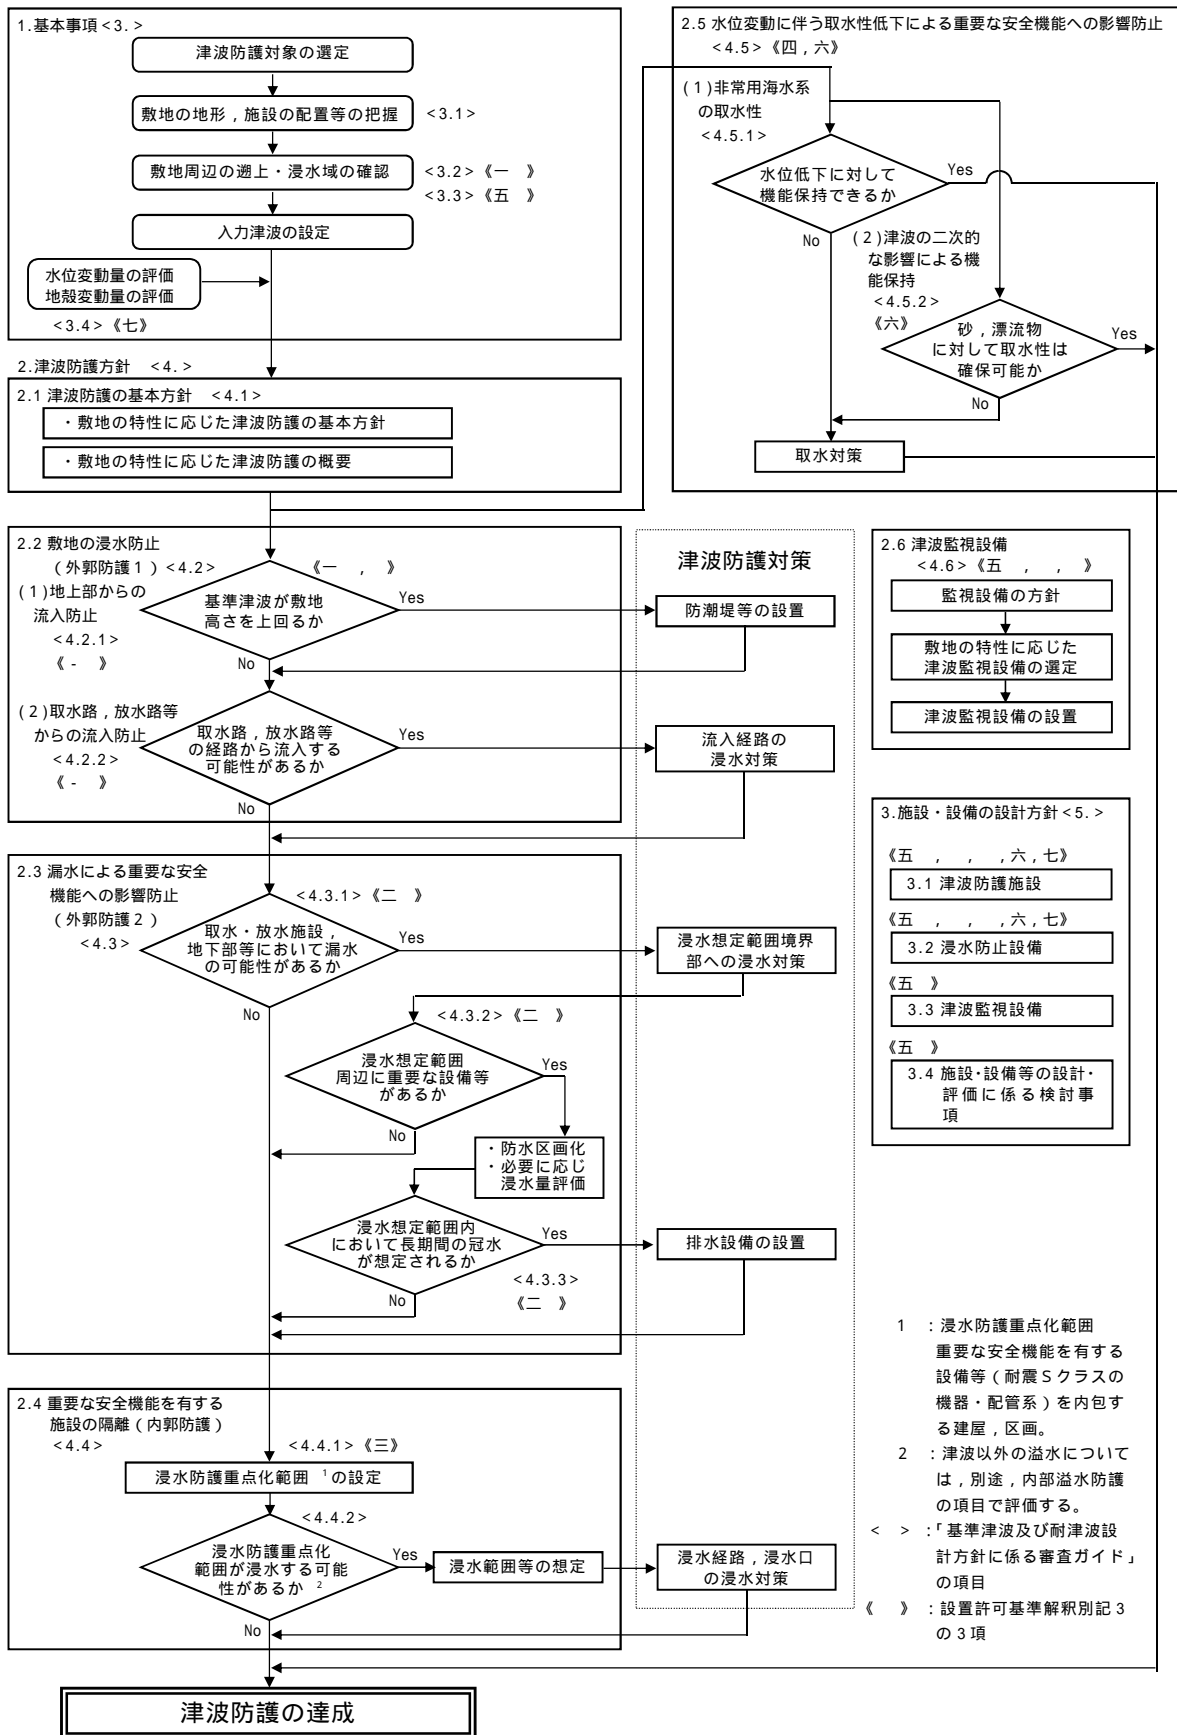 1.基本事項<3.>
津波防護対象の選定
敷地の地形，施設の配置等の把握
<3.1>
敷地周辺の遡上・浸水域の確認
<3.2>《一　》
<3.3>《五　》
入力津波の設定
水位変動量の評価
地殻変動量の評価
<3.4>《七》
2.津波防護方針　<4.>
2.1 津波防護の基本方針　<4.1>
・敷地の特性に応じた津波防護の基本方針
・敷地の特性に応じた津波防護の概要
2.2 敷地の浸水防止
（外郭防護1）<4.2>
《一　，　》
(1)地上部からの
流入防止
<4.2.1>
《-　》
基準津波が敷地
高さを上回るか
Yes
No
(2)取水路，放水路等
からの流入防止
<4.2.2>
《-　》
取水路，放水路等
の経路から流入する
可能性があるか
Yes
No
2.3 漏水による重要な安全
機能への影響防止
（外郭防護2）
<4.3>
<4.3.1>《二　》
取水・放水施設，
地下部等において漏水
の可能性があるか
Yes
No
<4.3.2>《二　》
浸水想定範囲
周辺に重要な設備等
があるか
Yes
No
・防水区画化
・必要に応じ
浸水量評価
浸水想定範囲内
において長期間の冠水
が想定されるか
Yes
<4.3.3>
《二　》
No
2.4 重要な安全機能を有する
施設の隔離（内郭防護）
<4.4>
<4.4.1>《三》
浸水防護重点化範囲　1の設定
<4.4.2>
浸水防護重点化
範囲が浸水する可能
性があるか　2
Yes
浸水範囲等の想定
No
津波防護の達成
津波防護対策
防潮堤等の設置
流入経路の
浸水対策
浸水想定範囲境界
部への浸水対策
排水設備の設置
浸水経路，浸水口
の浸水対策
2.5 水位変動に伴う取水性低下による重要な安全機能への影響防止
<4.5>《四，六》
(1)非常用海水系
の取水性
<4.5.1>
水位低下に対して
機能保持できるか
Yes
No
(2)津波の二次的
な影響による機
能保持
<4.5.2>
《六》
砂，漂流物
に対して取水性は
確保可能か
Yes
No
取水対策
2.6 津波監視設備
<4.6>《五　，　，　》
監視設備の方針
敷地の特性に応じた
津波監視設備の選定
津波監視設備の設置
3.施設・設備の設計方針<5.>
《五　，　，　，六，七》
3.1 津波防護施設
《五　，　，　，六，七》
3.2 浸水防止設備
《五　》
3.3 津波監視設備
《五　》
3.4 施設・設備等の設計・
評価に係る検討事
項
1　：浸水防護重点化範囲
重要な安全機能を有する
設備等（耐震Sクラスの
機器・配管系）を内包す
る建屋，区画。
2　：津波以外の溢水について
は，別途，内部溢水防護
の項目で評価する。
<　>：「基準津波及び耐津波設
計方針に係る審査ガイド」
の項目
《　》：設置許可基準解釈別記3
の3項